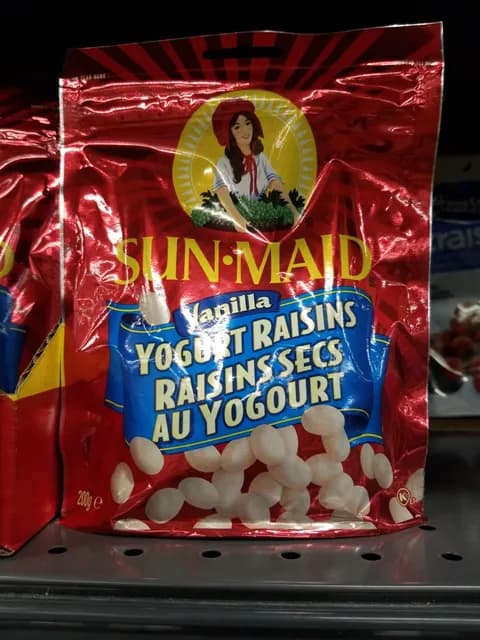 SUN·MAID
Vanilla
YOGURT RAISINS
RAISINS SECS
AU YOGOURT
200g e
K D